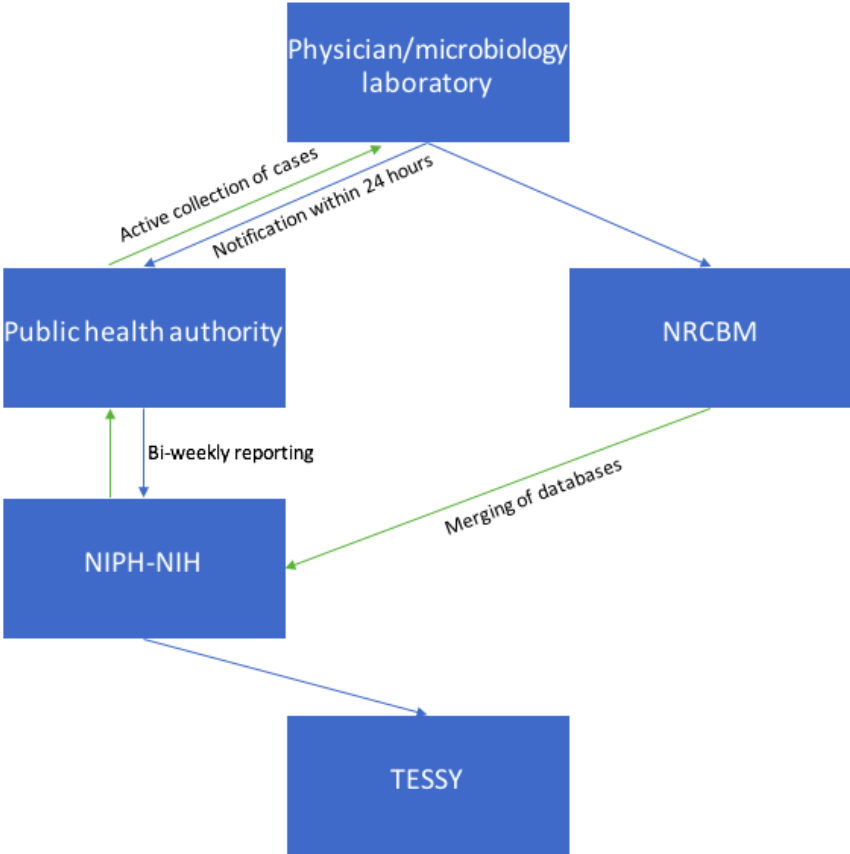 Physician/microbiology
laboratory
Active collection of cases
Notification within 24 hours
Public health authority
NRCBM
Bi-weekly reporting
Merging of databases
NIPH-NIH
TESSY